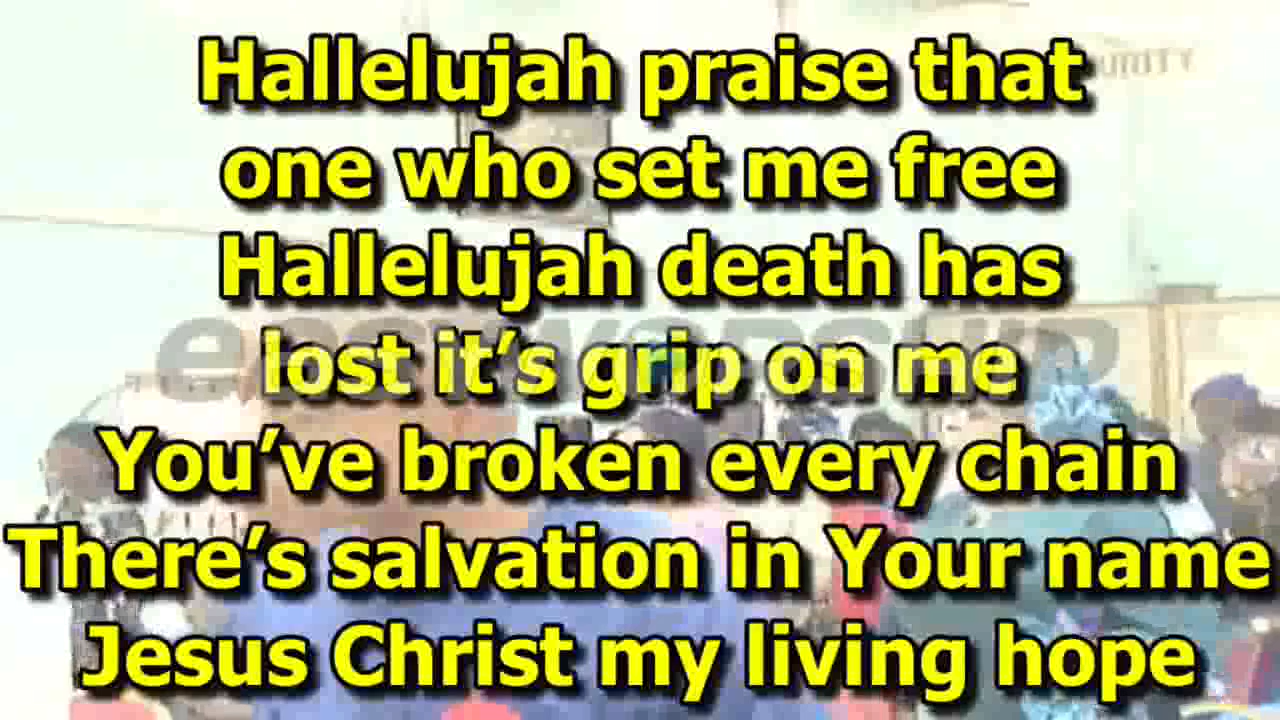 URITY
Hallelujah praise that
one who set me free
Hallelujah death has
lost it’s grip on me
You’ve broken every chain
There’s salvation in Your name
Jesus Christ my living hope